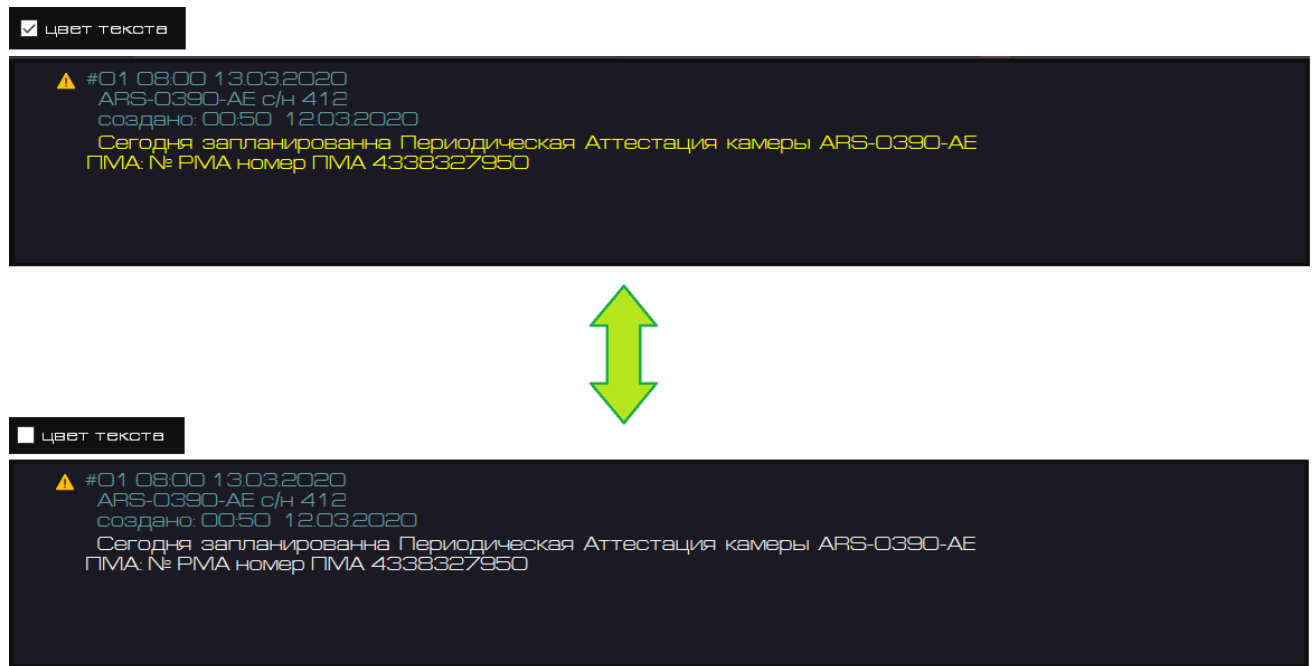 цвет текста
#01 08:00 13.03.2020
ARS-0390-AE с/н 412
создано: 00:50 12.03.2020
Сегодня запланированна Периодическая Аттестация камеры ARS-0390-AE
ПМА: № РМА номер ПМА 4338327950
цвет текста
#01 08:00 13.03.2020
ARS-0390-AE с/н 412
создано: 00:50 12.03.2020
Сегодня запланированна Периодическая Аттестация камеры ARS-0390-AE
ПМА: № РМА номер ПМА 4338327950